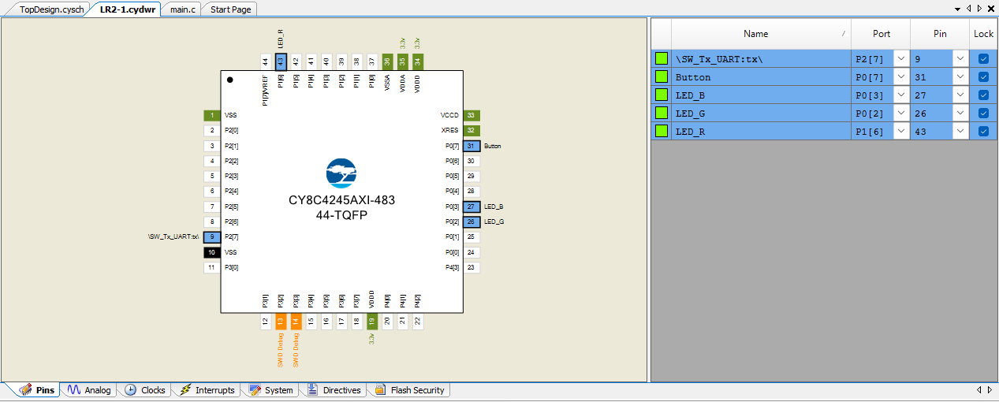 TopDesign.cysch LR2-1.cydwr main.c Start Page
LED_R 3.3v 3.3v
44 43 42 41 40 39 38 37 36 35 34
P1[7]/VREF P1[6] P1[5] P1[4] P1[3] P1[2] P1[1] P1[0] VSSA VDDA VDDD
1 VSS VCCD 33
2 P2[0] XRES 32
3 P2[1] P0[7] 31 Button
4 P2[2] P0[6] 30
5 P2[3] P0[5] 29
6 P2[4] P0[4] 28
7 P2[5] P0[3] 27 LED_B
8 P2[6] P0[2] 26 LED_G
\SW_Tx_UART:tx\ 9 P2[7] P0[1] 25
10 VSS P0[0] 24
11 P3[0] P4[3] 23
CY8C4245AXI-483
44-TQFP
P3[1] P3[2] P3[3] P3[4] P3[5] P3[6] P3[7] VDDD P4[0] P4[1] P4[2]
12 13 14 15 16 17 18 19 20 21 22
SWD Debug SWD Debug 3.3v
Name / Port Pin Lock
\SW_Tx_UART:tx\ P2[7] 9
Button P0[7] 31
LED_B P0[3] 27
LED_G P0[2] 26
LED_R P1[6] 43
Pins Analog Clocks Interrupts System Directives Flash Security